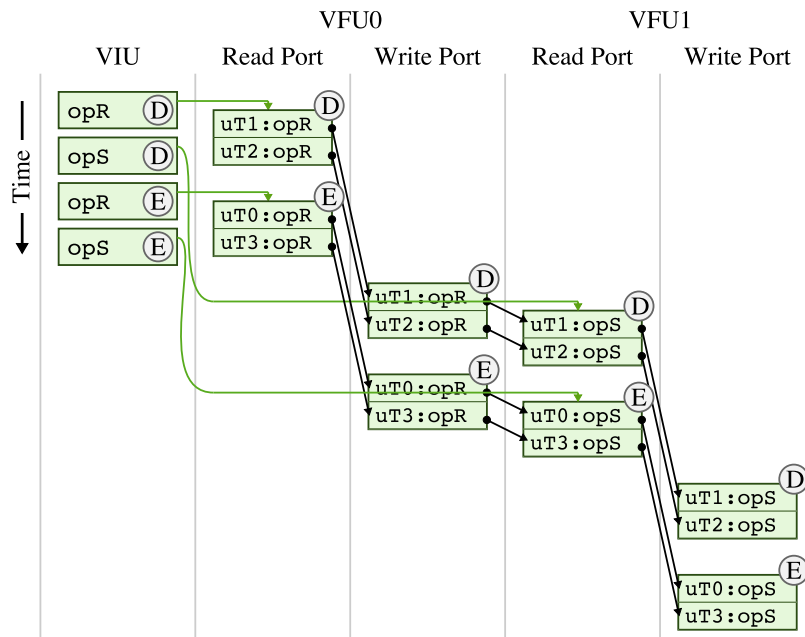 VFU0 VFU1
VIU Read Port Write Port Read Port Write Port
Time
opR D
opS D
opR E
opS E
D
uT1:opR
uT2:opR
E
uT0:opR
uT3:opR
D
uT1:opR
uT2:opR
E
uT0:opR
uT3:opR
D
uT1:opS
uT2:opS
E
uT0:opS
uT3:opS
D
uT1:opS
uT2:opS
E
uT0:opS
uT3:opS